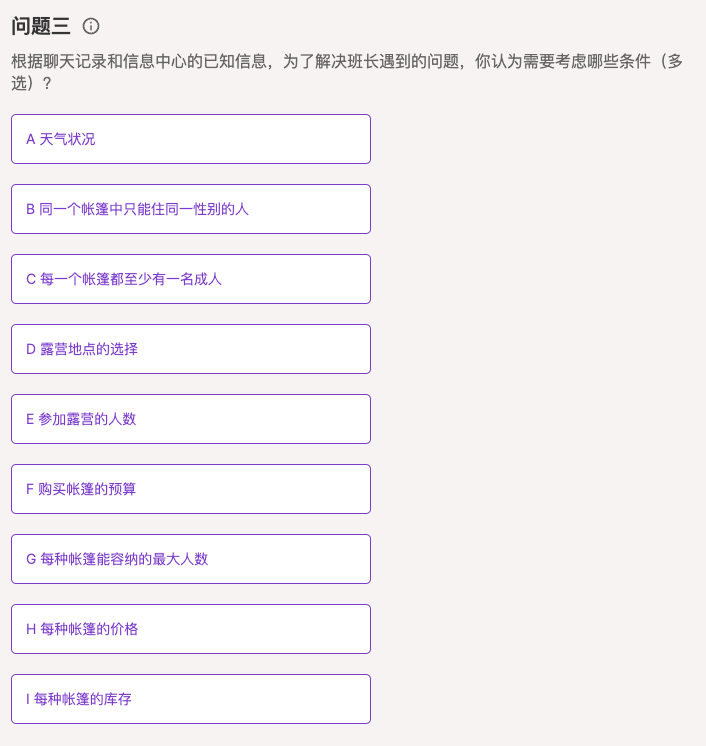 问题三
根据聊天记录和信息中心的已知信息，为了解决班长遇到的问题，你认为需要考虑哪些条件（多
选）?
A 天气状况
B 同一个帐篷中只能住同一性别的人
C 每一个帐篷都至少有一名成人
D 露营地点的选择
E 参加露营的人数
F 购买帐篷的预算
G 每种帐篷能容纳的最大人数
H 每种帐篷的价格
I 每种帐篷的库存